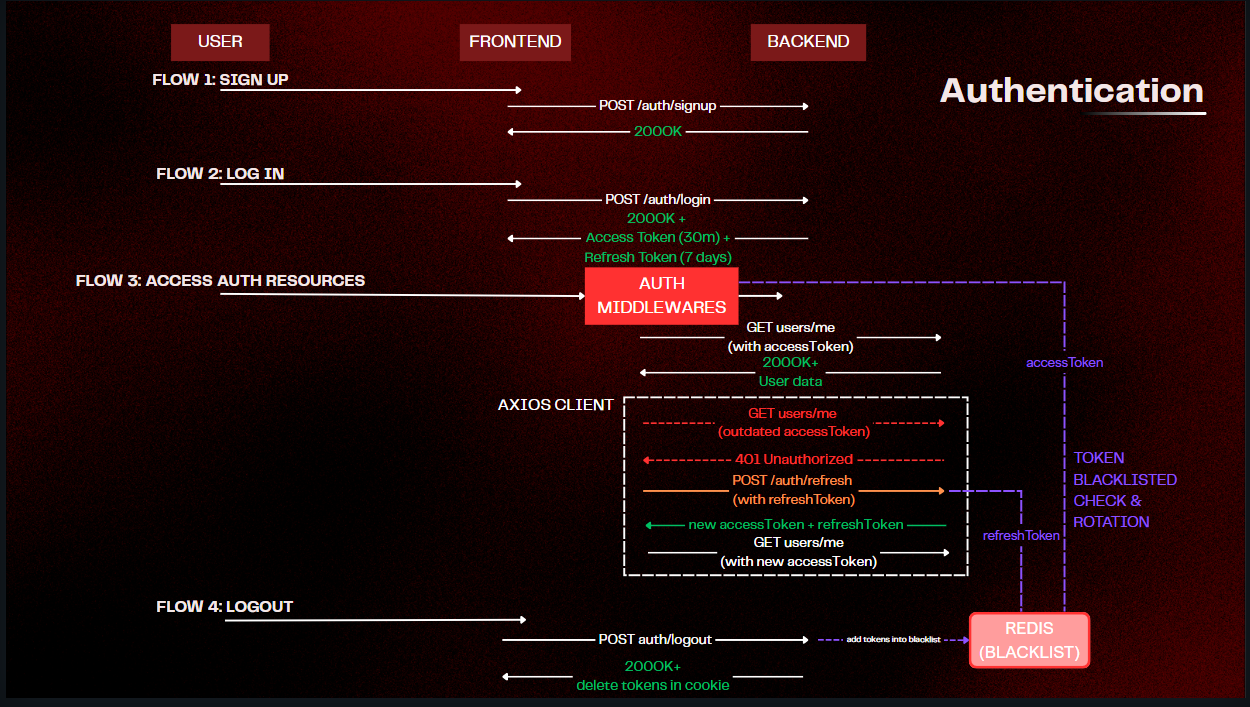 USER
FRONTEND
BACKEND
FLOW 1: SIGN UP
Authentication
POST /auth/signup
200OK
FLOW 2: LOG IN
POST /auth/login
200OK +
Access Token (30m) +
Refresh Token (7 days)
FLOW 3: ACCESS AUTH RESOURCES
AUTH
MIDDLEWARES
GET users/me
(with accessToken)
200OK+
User data
accessToken
AXIOS CLIENT
GET users/me
(outdated accessToken)
401 Unauthorized
POST /auth/refresh
(with refreshToken)
new accessToken + refreshToken
GET users/me
(with new accessToken)
TOKEN
BLACKLISTED
CHECK &
ROTATION
refreshToken
FLOW 4: LOGOUT
POST auth/logout
add tokens into blacklist
REDIS
(BLACKLIST)
200OK+
delete tokens in cookie